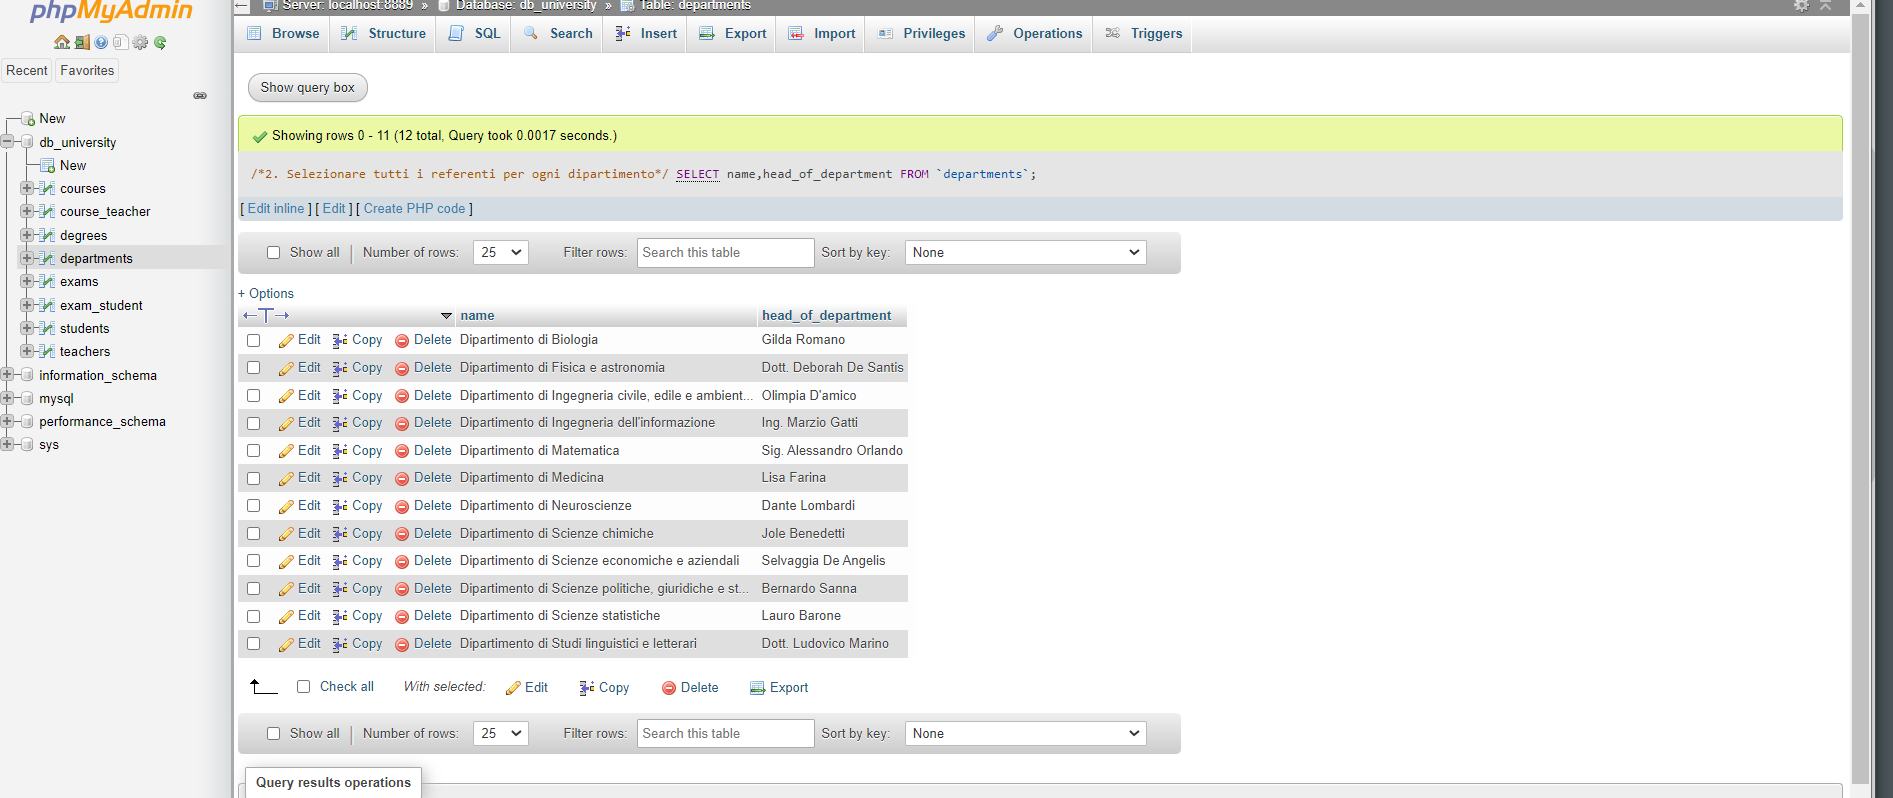 phpMyAdmin
Recent Favorites
New
db_university
New
courses
course_teacher
degrees
departments
exams
exam_student
students
teachers
information_schema
mysql
performance_schema
sys
Server: localhost:8889 » Database: db_university » Table: departments
Browse Structure SQL Search Insert Export Import Privileges Operations Triggers
Show query box
Showing rows 0 - 11 (12 total, Query took 0.0017 seconds.)
/*2. Selezionare tutti i referenti per ogni dipartimento*/ SELECT name,head_of_department FROM `departments`;
[ Edit inline ] [ Edit ] [ Create PHP code ]
Show all | Number of rows: 25 Filter rows: Search this table Sort by key: None
+ Options
←T→ name head_of_department
Edit Copy Delete Dipartimento di Biologia Gilda Romano
Edit Copy Delete Dipartimento di Fisica e astronomia Dott. Deborah De Santis
Edit Copy Delete Dipartimento di Ingegneria civile, edile e ambient... Olimpia D'amico
Edit Copy Delete Dipartimento di Ingegneria dell'informazione Ing. Marzio Gatti
Edit Copy Delete Dipartimento di Matematica Sig. Alessandro Orlando
Edit Copy Delete Dipartimento di Medicina Lisa Farina
Edit Copy Delete Dipartimento di Neuroscienze Dante Lombardi
Edit Copy Delete Dipartimento di Scienze chimiche Jole Benedetti
Edit Copy Delete Dipartimento di Scienze economiche e aziendali Selvaggia De Angelis
Edit Copy Delete Dipartimento di Scienze politiche, giuridiche e st... Bernardo Sanna
Edit Copy Delete Dipartimento di Scienze statistiche Lauro Barone
Edit Copy Delete Dipartimento di Studi linguistici e letterari Dott. Ludovico Marino
Check all With selected: Edit Copy Delete Export
Show all | Number of rows: 25 Filter rows: Search this table Sort by key: None
Query results operations